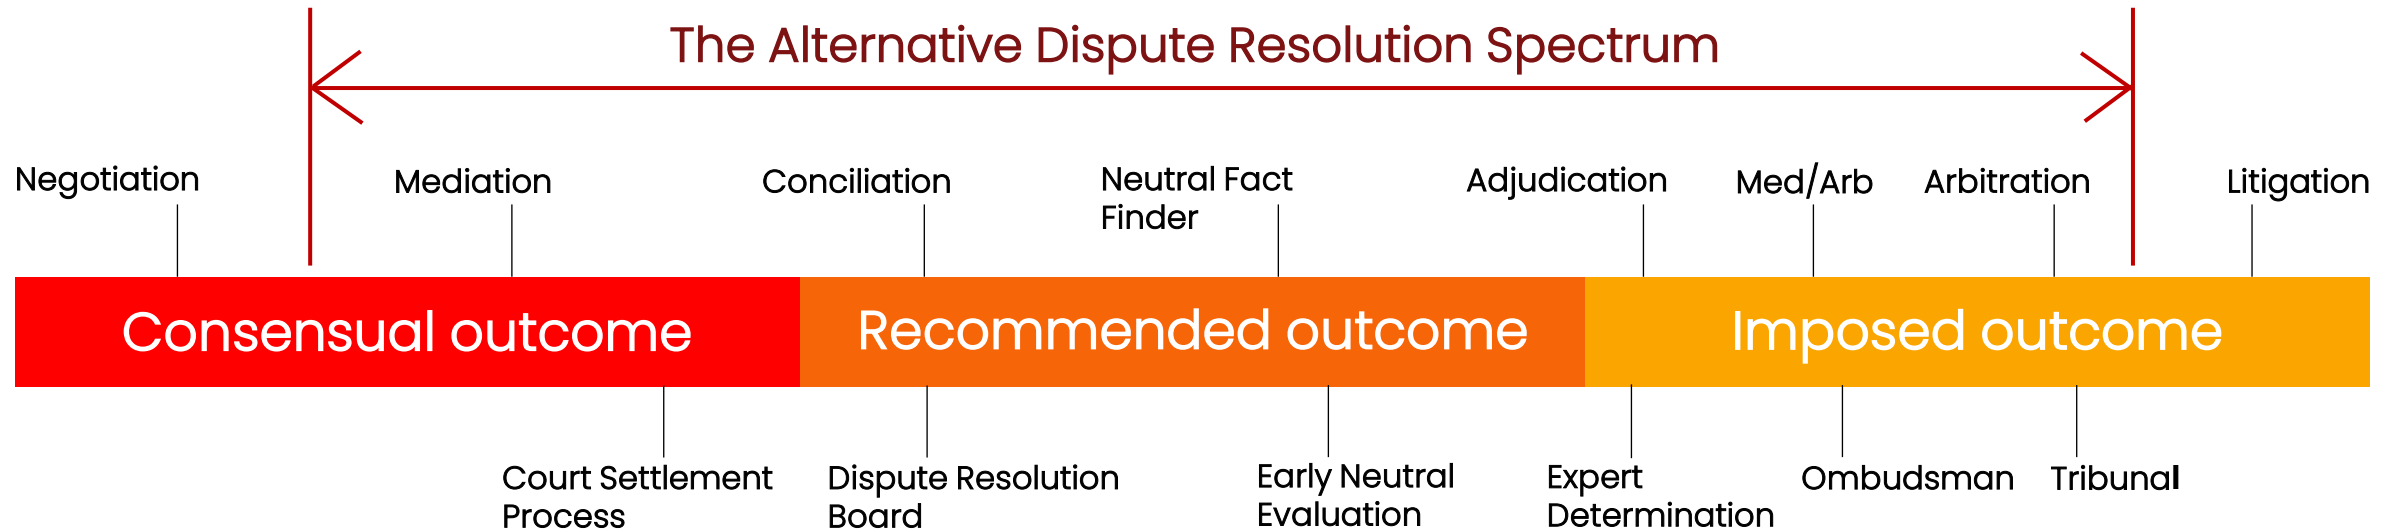 The Alternative Dispute Resolution Spectrum
Negotiation
Mediation
Conciliation
Neutral Fact
Finder
Adjudication
Med/Arb
Arbitration
Litigation
Consensual outcome
Recommended outcome
Imposed outcome
Court Settlement
Process
Dispute Resolution
Board
Early Neutral
Evaluation
Expert
Determination
Ombudsman
Tribunal